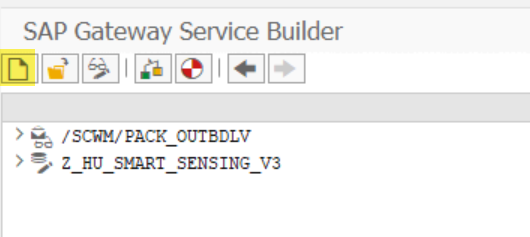 SAP Gateway Service Builder
/SCWM/PACK_OUTBDLV
Z_HU_SMART_SENSING_V3